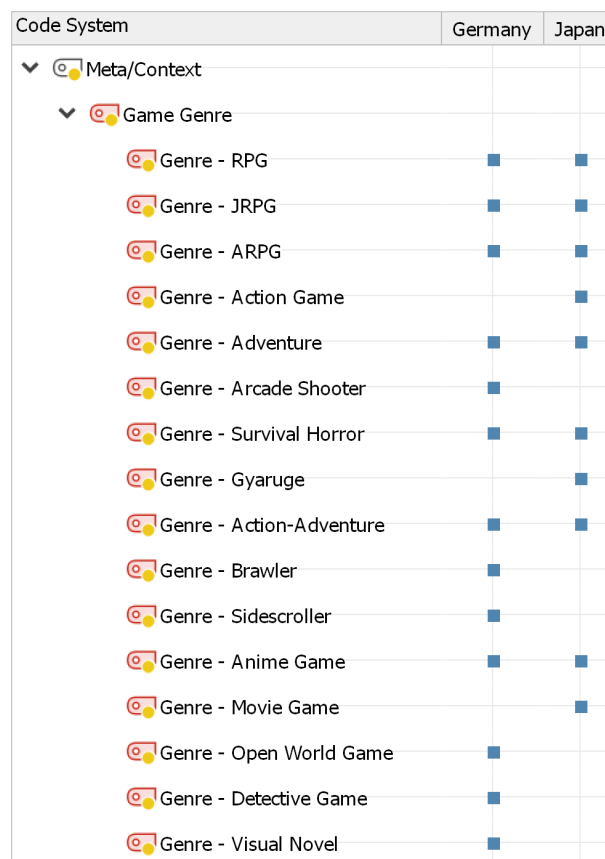 Code System Germany Japan
Meta/Context
Game Genre
Genre - RPG
Genre - JRPG
Genre - ARPG
Genre - Action Game
Genre - Adventure
Genre - Arcade Shooter
Genre - Survival Horror
Genre - Gyaruge
Genre - Action-Adventure
Genre - Brawler
Genre - Sidescroller
Genre - Anime Game
Genre - Movie Game
Genre - Open World Game
Genre - Detective Game
Genre - Visual Novel